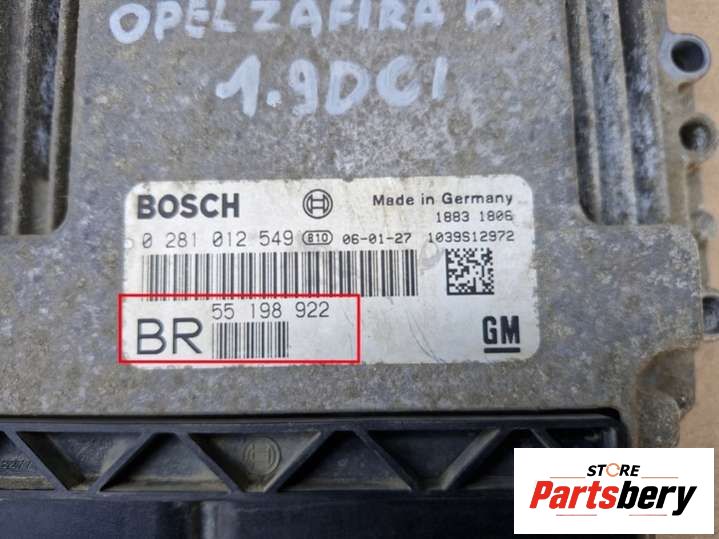 OPEL ZAFIRA b
1.9DCI
BOSCH
Made in Germany
1883 1806
0 281 012 549 B10 06-01-27 1039S12972
55 198 922
BR
GM
STORE
Partsbery